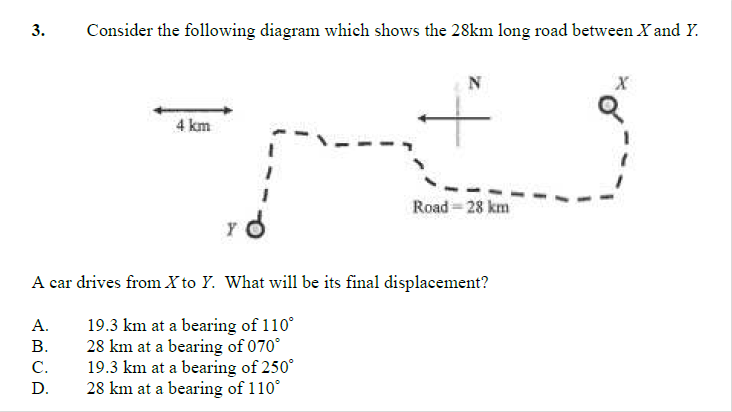 3. Consider the following diagram which shows the 28km long road between X and Y.
N
X
4 km
Road = 28 km
Y
A car drives from X to Y. What will be its final displacement?
A. 19.3 km at a bearing of 110°
B. 28 km at a bearing of 070°
C. 19.3 km at a bearing of 250°
D. 28 km at a bearing of 110°